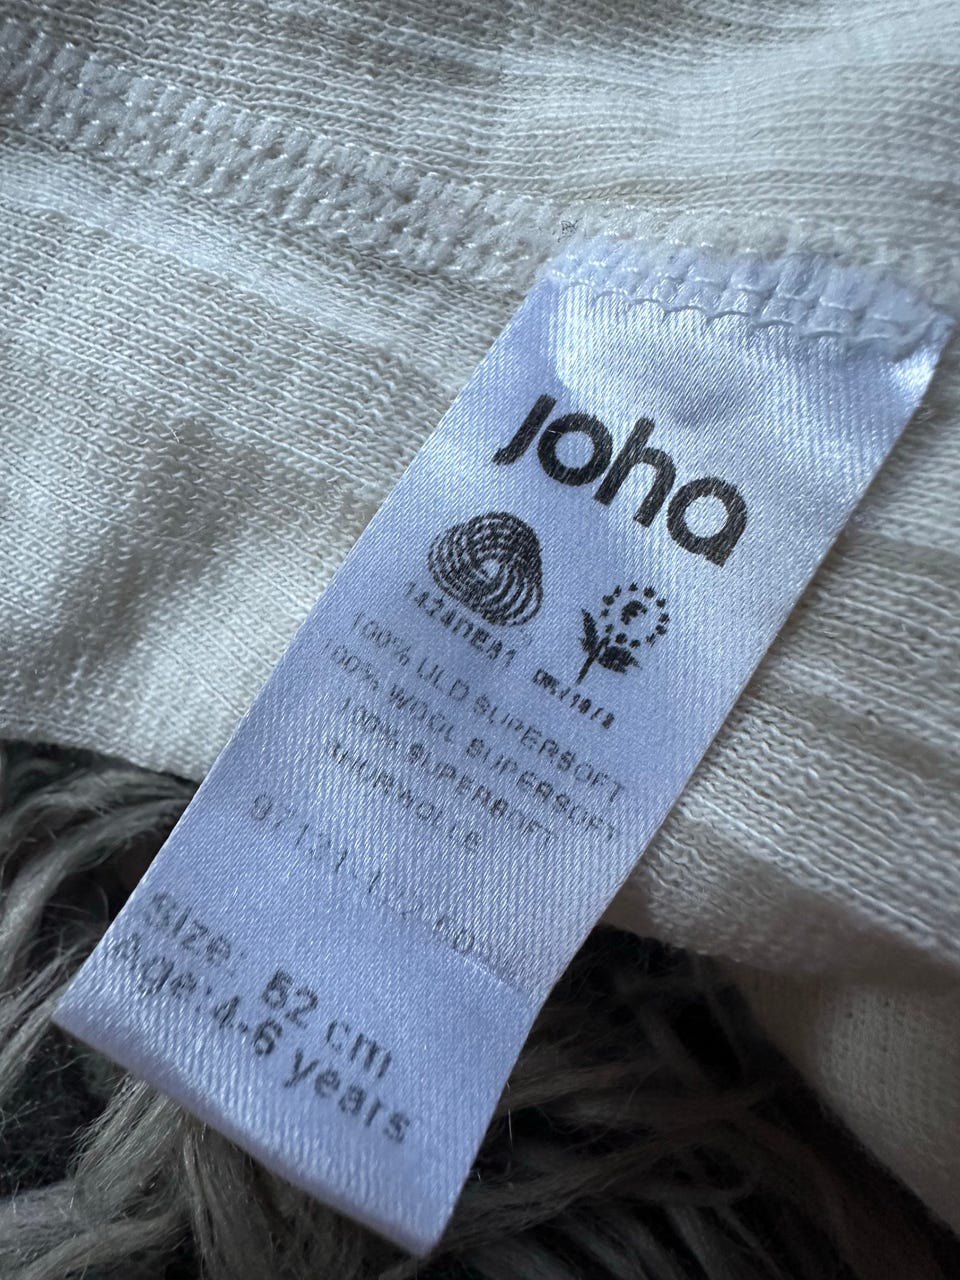 joha
100% ULD SUPERSOFT
100% WOOL SUPERSOFT
100% SUPERSOFT
Size: 52 cm
Age: 4-6 years